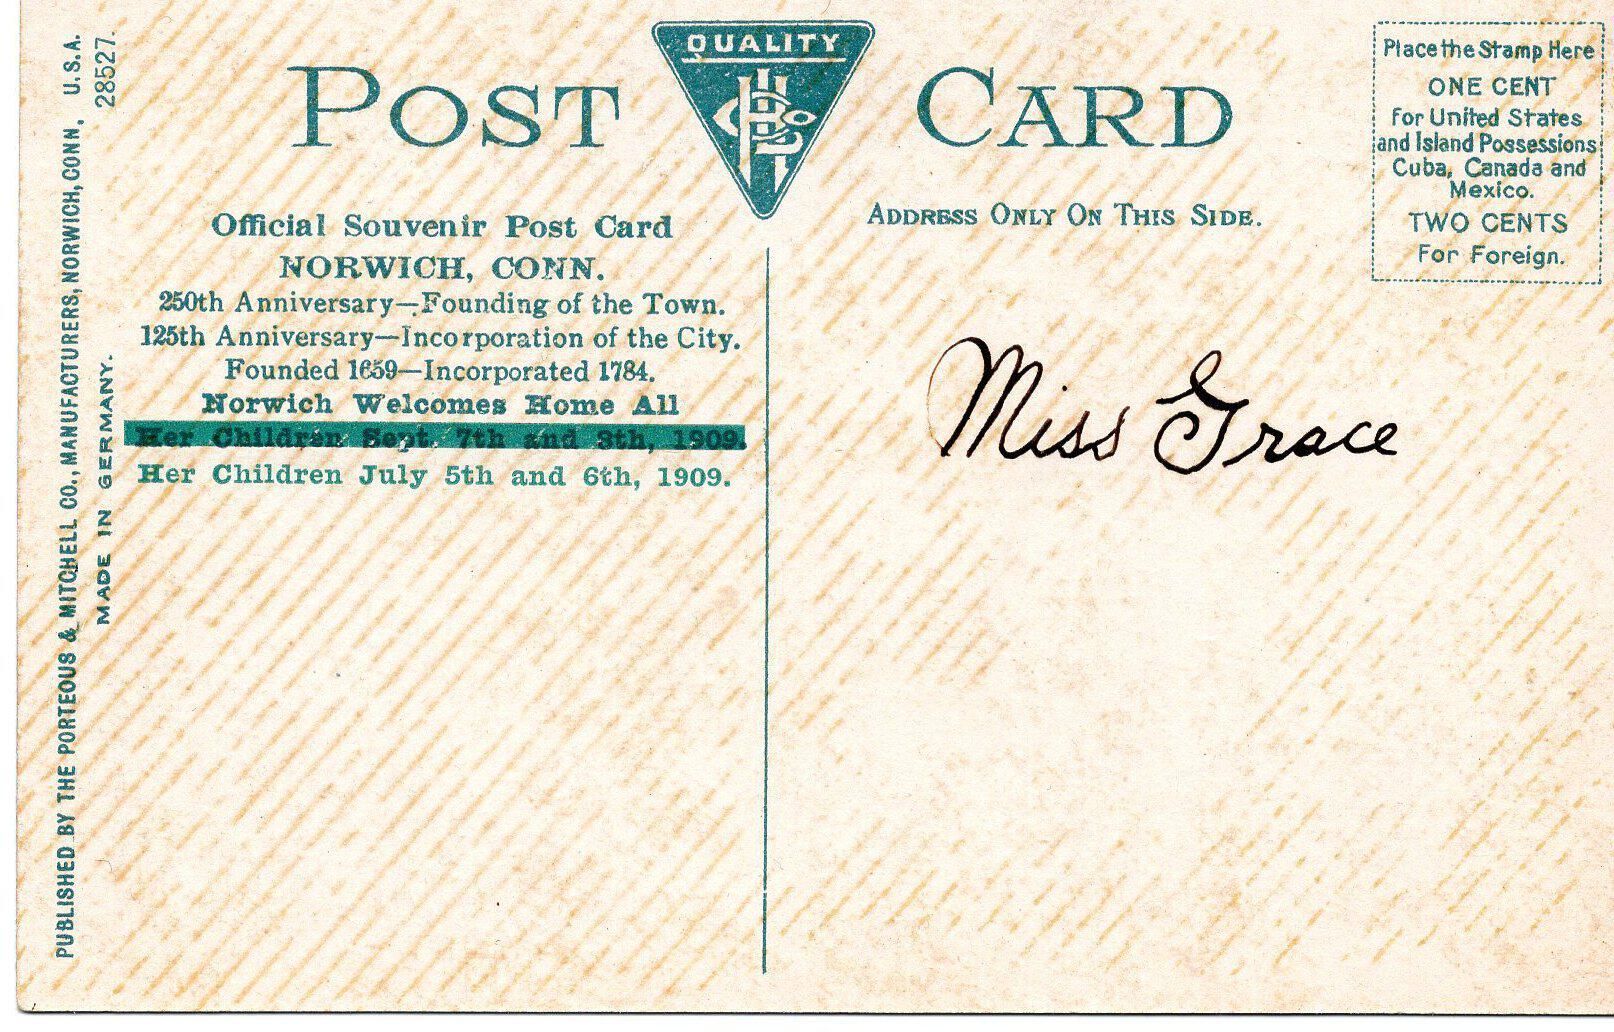 POST CARD
QUALITY
Place the Stamp Here
ONE CENT
for United States
and Island Possessions
Cuba, Canada and
Mexico.
TWO CENTS
For Foreign.
ADDRESS ONLY ON THIS SIDE.
Official Souvenir Post Card
NORWICH, CONN.
250th Anniversary—Founding of the Town.
125th Anniversary—Incorporation of the City.
Founded 1659—Incorporated 1784.
Norwich Welcomes Home All
Her Children Sept. 7th and 8th, 1909.
Her Children July 5th and 6th, 1909.
Miss Grace
PUBLISHED BY THE PORTEOUS & MITCHELL CO., MANUFACTURERS, NORWICH, CONN, U.S.A.
MADE IN GERMANY. 28527.